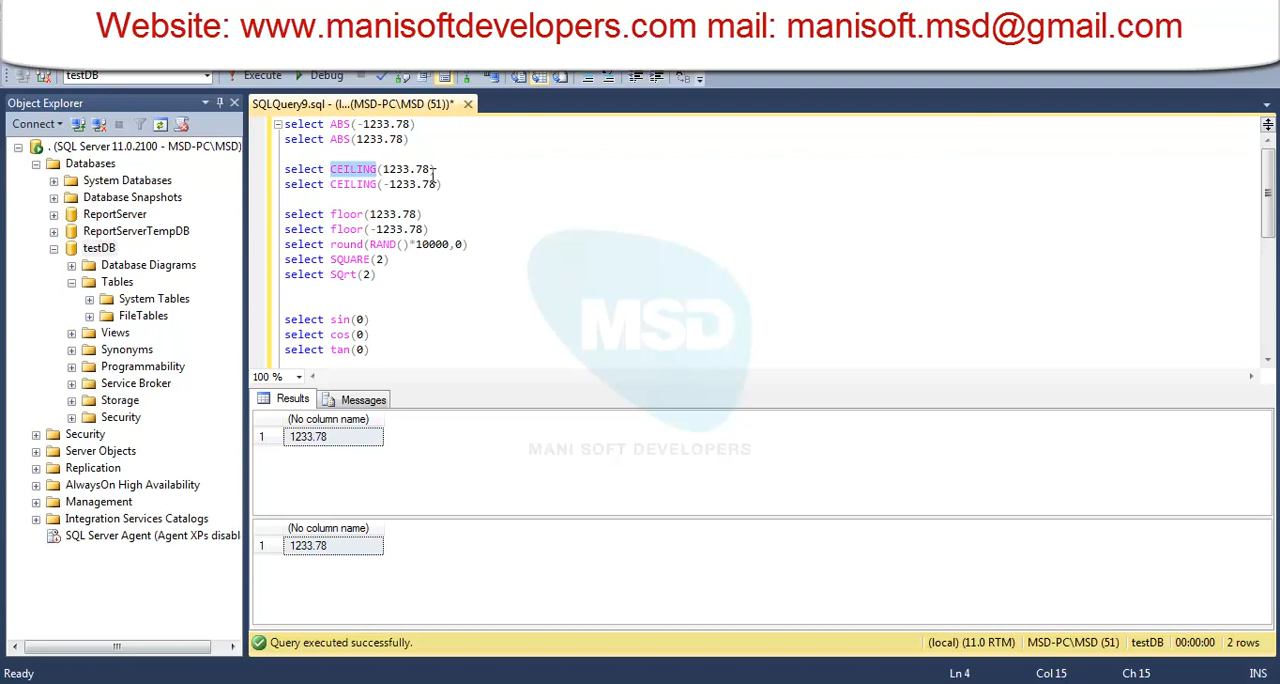 Website: www.manisoftdevelopers.com mail: manisoft.msd@gmail.com
testDB
Execute
Debug
Object Explorer
SQLQuery9.sql - (l...(MSD-PC\MSD (51))*
Connect
. (SQL Server 11.0.2100 - MSD-PC\MSD)
Databases
System Databases
Database Snapshots
ReportServer
ReportServerTempDB
testDB
Database Diagrams
Tables
System Tables
FileTables
Views
Synonyms
Programmability
Service Broker
Storage
Security
Security
Server Objects
Replication
AlwaysOn High Availability
Management
Integration Services Catalogs
SQL Server Agent (Agent XPs disabl
select ABS(-1233.78)
select ABS(1233.78)
select CEILING(1233.78)
select CEILING(-1233.78)
select floor(1233.78)
select floor(-1233.78)
select round(RAND()*10000,0)
select SQUARE(2)
select SQrt(2)
select sin(0)
select cos(0)
select tan(0)
MSD
MANI SOFT DEVELOPERS
100 %
Results
Messages
(No column name)
1 1233.78
(No column name)
1 1233.78
Query executed successfully.
(local) (11.0 RTM)
MSD-PC\MSD (51)
testDB
00:00:00
2 rows
Ready
Ln 4
Col 15
Ch 15
INS